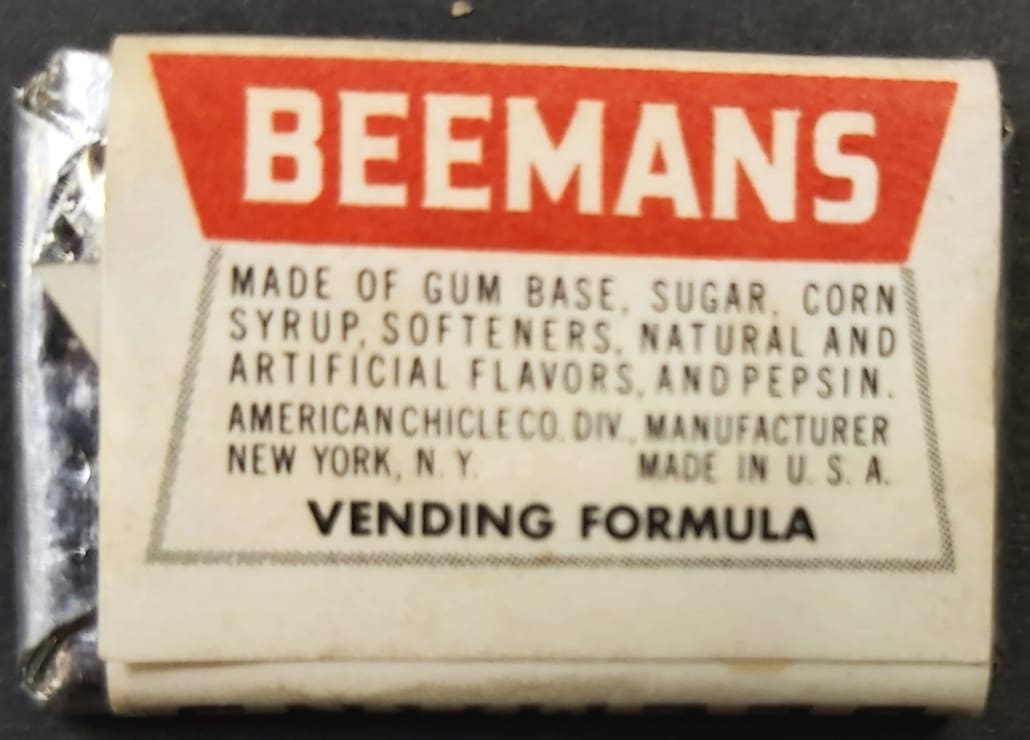 BEEMANS
MADE OF GUM BASE, SUGAR, CORN
SYRUP, SOFTENERS, NATURAL AND
ARTIFICIAL FLAVORS, AND PEPSIN.
AMERICAN CHICLE CO. DIV., MANUFACTURER
NEW YORK, N. Y. MADE IN U. S. A.
VENDING FORMULA